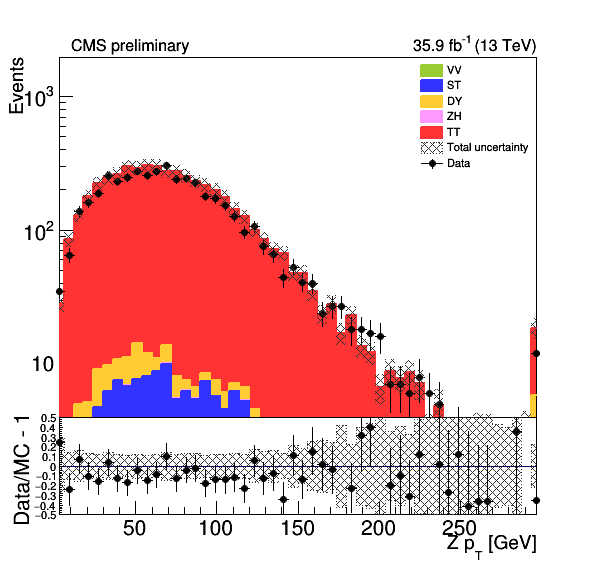 CMS preliminary 35.9 fb⁻¹ (13 TeV)
Events
10³
10²
10
VV
ST
DY
ZH
TT
Total uncertainty
Data
Data/MC - 1
0.5
0.4
0.3
0.2
0.1
0
-0.1
-0.2
-0.3
-0.4
-0.5
50 100 150 200 250
Z p_T [GeV]